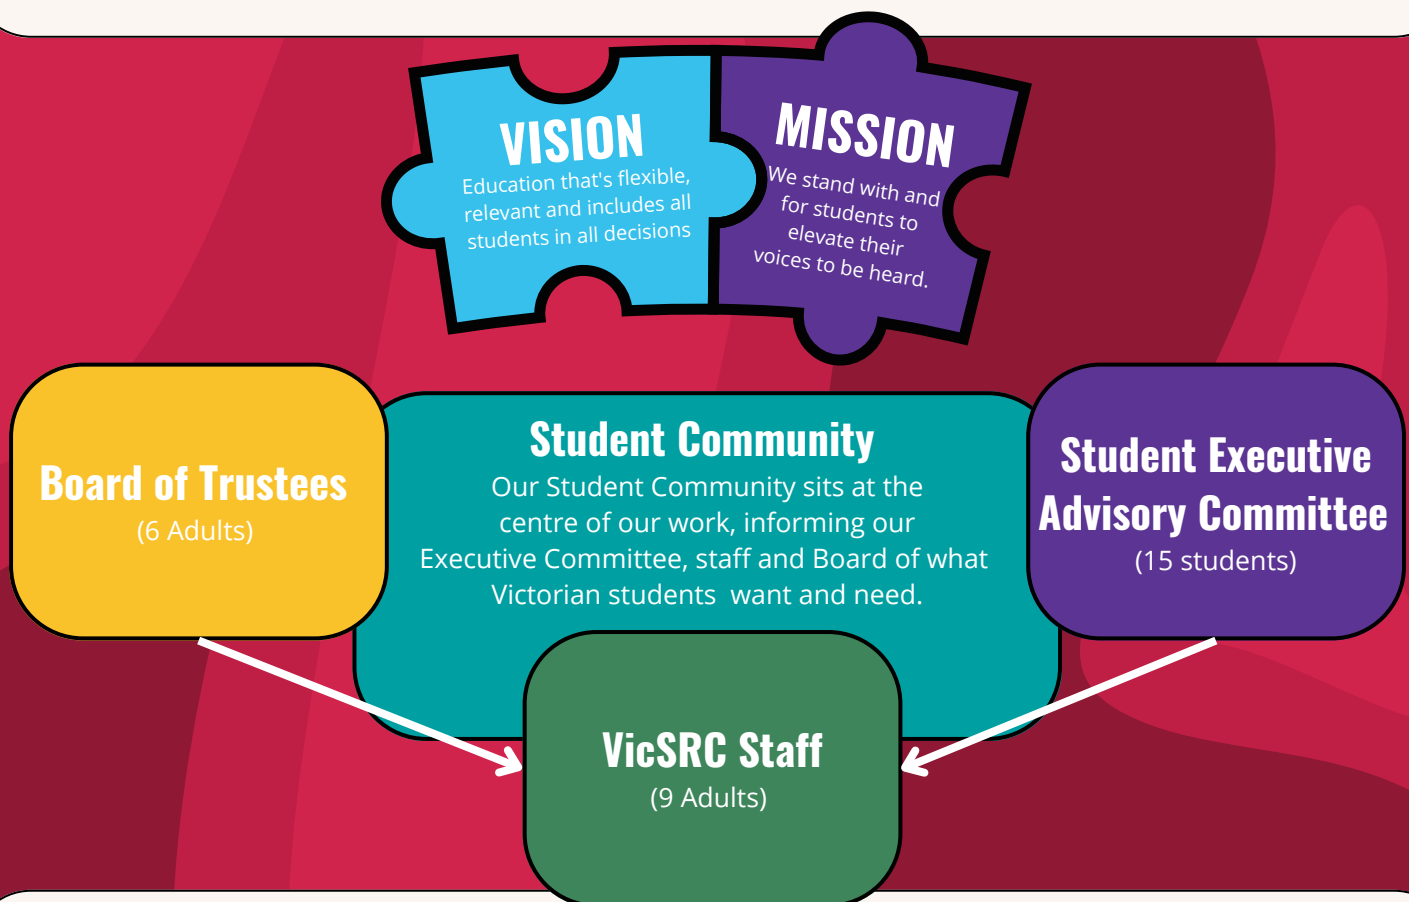 VISION
Education that's flexible,
relevant and includes all
students in all decisions
MISSION
We stand with and
for students to
elevate their
voices to be heard.
Board of Trustees
(6 Adults)
Student Community
Our Student Community sits at the
centre of our work, informing our
Executive Committee, staff and Board of what
Victorian students  want and need.
Student Executive
Advisory Committee
(15 students)
VicSRC Staff
(9 Adults)